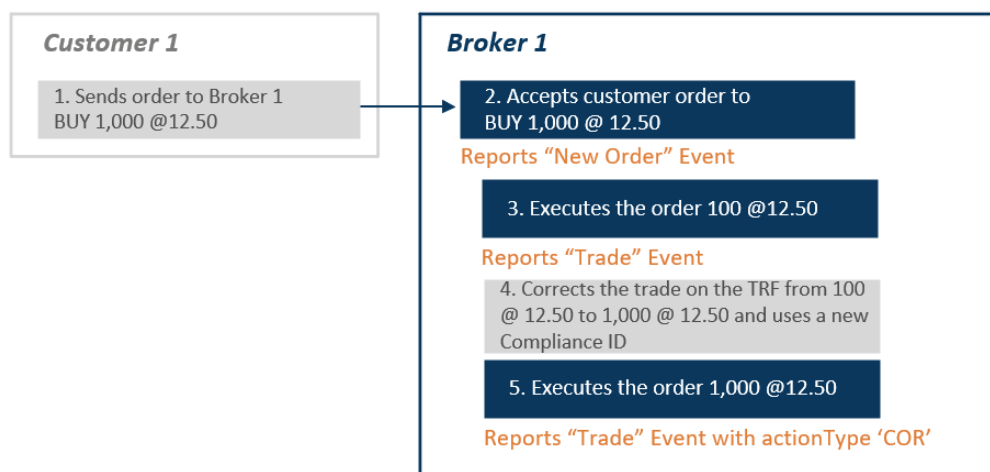 Customer 1
1. Sends order to Broker 1
BUY 1,000 @12.50
Broker 1
2. Accepts customer order to
BUY 1,000 @ 12.50
Reports “New Order” Event
3. Executes the order 100 @12.50
Reports “Trade” Event
4. Corrects the trade on the TRF from 100
@ 12.50 to 1,000 @ 12.50 and uses a new
Compliance ID
5. Executes the order 1,000 @12.50
Reports “Trade” Event with actionType ‘COR’